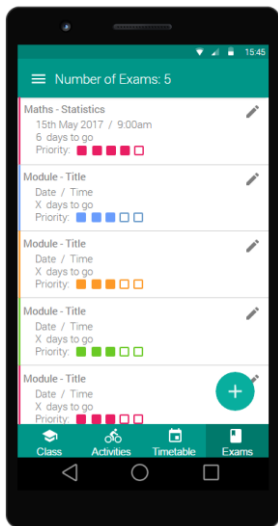 15:45
Number of Exams: 5
Maths - Statistics
15th May 2017 / 9:00am
6 days to go
Priority:
Module - Title
Date / Time
X days to go
Priority:
Module - Title
Date / Time
X days to go
Priority:
Module - Title
Date / Time
X days to go
Priority:
Module - Title
Date / Time
X days to go
Priority:
+
Class Activities Timetable Exams